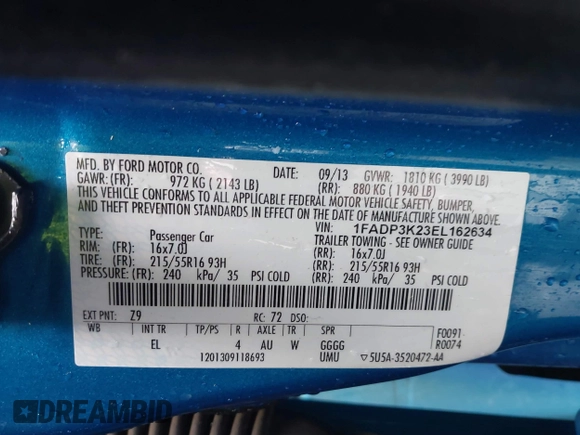 MFD. BY FORD MOTOR CO.
DATE: 09/13 GVWR: 1810 KG ( 3990 LB)
GAWR: (FR): 972 KG ( 2143 LB) (RR): 880 KG ( 1940 LB)
THIS VEHICLE CONFORMS TO ALL APPLICABLE FEDERAL MOTOR VEHICLE SAFETY, BUMPER,
AND THEFT PREVENTION STANDARDS IN EFFECT ON THE DATE OF MANUFACTURE SHOWN ABOVE.
VIN: 1FADP3K23EL162634
TYPE: Passenger Car TRAILER TOWING - SEE OWNER GUIDE
RIM: (FR): 16x7.0J (RR): 16x7.0J
TIRE: (FR): 215/55R16 93H (RR): 215/55R16 93H
PRESSURE: (FR): 240 kPa/ 35 PSI COLD (RR): 240 kPa/ 35 PSI COLD
EXT PNT: Z9 RC: 72 DSO:
WB INT TR TP/PS R AXLE TR SPR F0091-
EL 4 AU W GGGG R0074
1201309118693 UMU ▽5U5A-3520472-AA
DREAMBID